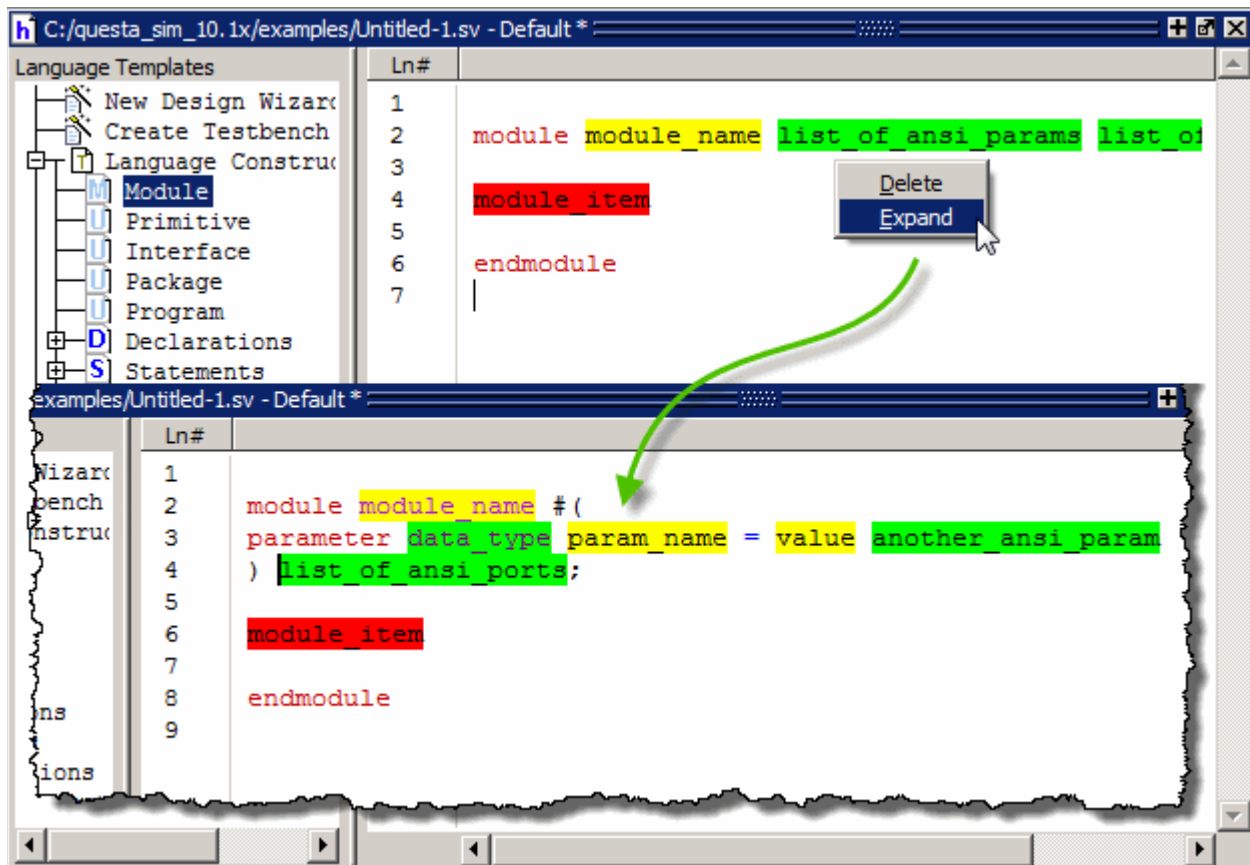 h C:/questa_sim_10.1x/examples/Untitled-1.sv - Default *
Language Templates
New Design Wizard
Create Testbench
Language Construc
M Module
U Primitive
U Interface
U Package
U Program
D Declarations
S Statements
Ln#
1
2 module module_name list_of_ansi_params list_of
3
4 module_item
5
6 endmodule
7
Delete
Expand
examples/Untitled-1.sv - Default *
Wizard
bench
nstruc
ns
tions
Ln#
1
2 module module_name #(
3 parameter data_type param_name = value another_ansi_param
4 ) list_of_ansi_ports;
5
6 module_item
7
8 endmodule
9